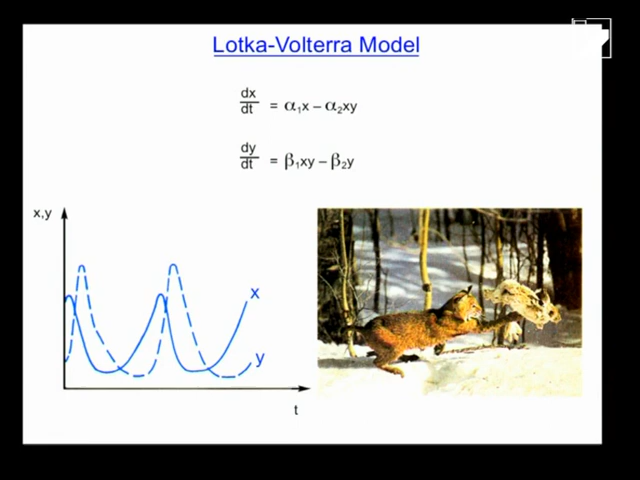 Lotka-Volterra Model
dx/dt = α₁x – α₂xy
dy/dt = β₁xy – β₂y
x,y
x
y
t